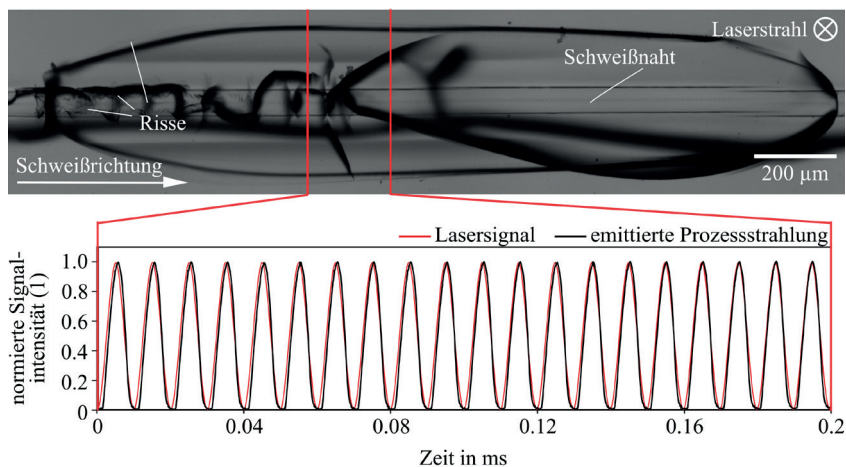 Laserstrahl
Schweißnaht
Risse
Schweißrichtung
200 µm
Lasersignal
emittierte Prozessstrahlung
normierte Signal-
intensität (1)
1.0
0.8
0.6
0.4
0.2
0
0 0.04 0.08 0.12 0.16 0.2
Zeit in ms